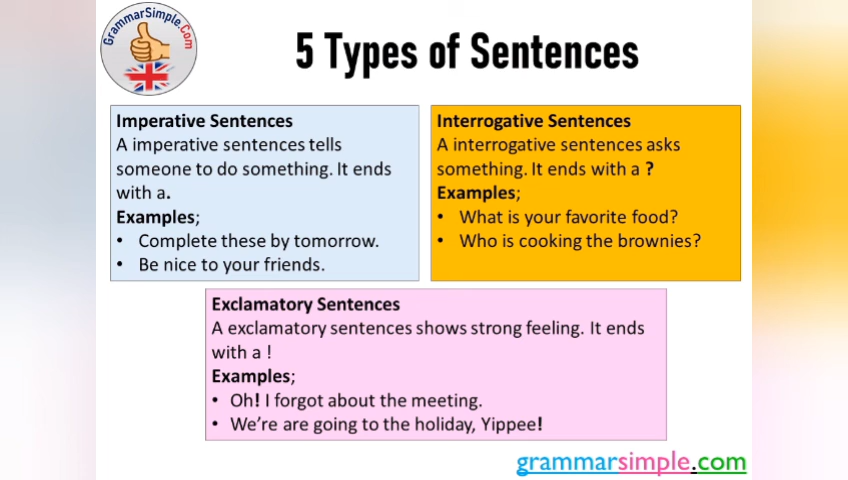 GrammarSimple.Com
5 Types of Sentences
Imperative Sentences
A imperative sentences tells
someone to do something. It ends
with a.
Examples;
• Complete these by tomorrow.
• Be nice to your friends.
Interrogative Sentences
A interrogative sentences asks
something. It ends with a ?
Examples;
• What is your favorite food?
• Who is cooking the brownies?
Exclamatory Sentences
A exclamatory sentences shows strong feeling. It ends
with a !
Examples;
• Oh! I forgot about the meeting.
• We're are going to the holiday, Yippee!
grammarsimple.com